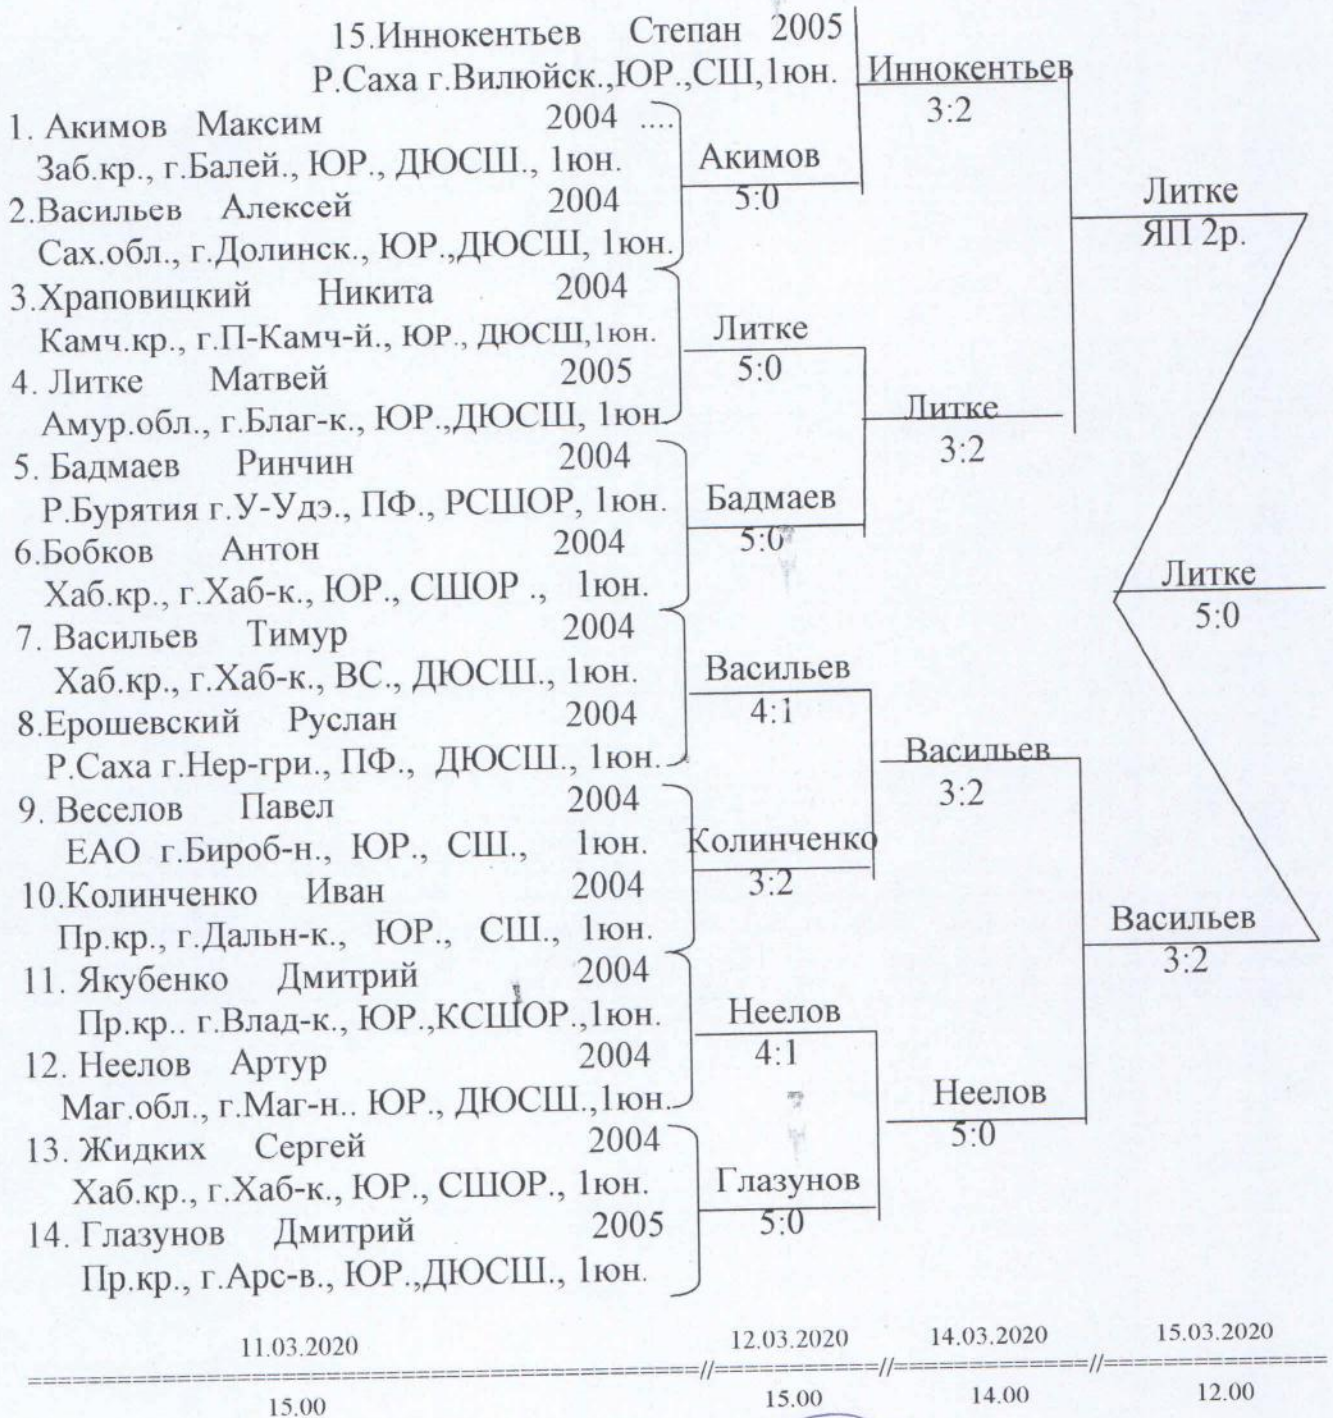 15.Иннокентьев Степан 2005
Р.Саха г.Вилюйск.,ЮР.,СШ,1юн.
Иннокентьев
3:2
1. Акимов Максим 2004 ....
Заб.кр., г.Балей., ЮР., ДЮСШ., 1юн.
Акимов
5:0
2.Васильев Алексей 2004
Сах.обл., г.Долинск., ЮР.,ДЮСШ, 1юн.
Литке
ЯП 2р.
3.Храповицкий Никита 2004
Камч.кр., г.П-Камч-й., ЮР., ДЮСШ,1юн.
Литке
5:0
4. Литке Матвей 2005
Амур.обл., г.Благ-к., ЮР.,ДЮСШ, 1юн.
Литке
3:2
5. Бадмаев Ринчин 2004
Р.Бурятия г.У-Удэ., ПФ., РСШОР, 1юн.
Бадмаев
5:0
6.Бобков Антон 2004
Хаб.кр., г.Хаб-к., ЮР., СШОР ., 1юн.
Литке
5:0
7. Васильев Тимур 2004
Хаб.кр., г.Хаб-к., ВС., ДЮСШ., 1юн.
Васильев
4:1
8.Ерошевский Руслан 2004
Р.Саха г.Нер-гри., ПФ., ДЮСШ., 1юн.
Васильев
3:2
9. Веселов Павел 2004
ЕАО г.Бироб-н., ЮР., СШ., 1юн.
Колинченко
3:2
10.Колинченко Иван 2004
Пр.кр., г.Дальн-к., ЮР., СШ., 1юн.
Васильев
3:2
11. Якубенко Дмитрий 2004
Пр.кр.. г.Влад-к., ЮР.,КСШОР.,1юн.
Неелов
4:1
12. Неелов Артур 2004
Маг.обл., г.Маг-н.. ЮР., ДЮСШ.,1юн.
Неелов
5:0
13. Жидких Сергей 2004
Хаб.кр., г.Хаб-к., ЮР., СШОР., 1юн.
Глазунов
5:0
14. Глазунов Дмитрий 2005
Пр.кр., г.Арс-в., ЮР.,ДЮСШ., 1юн.
11.03.2020 12.03.2020 14.03.2020 15.03.2020
15.00 15.00 14.00 12.00